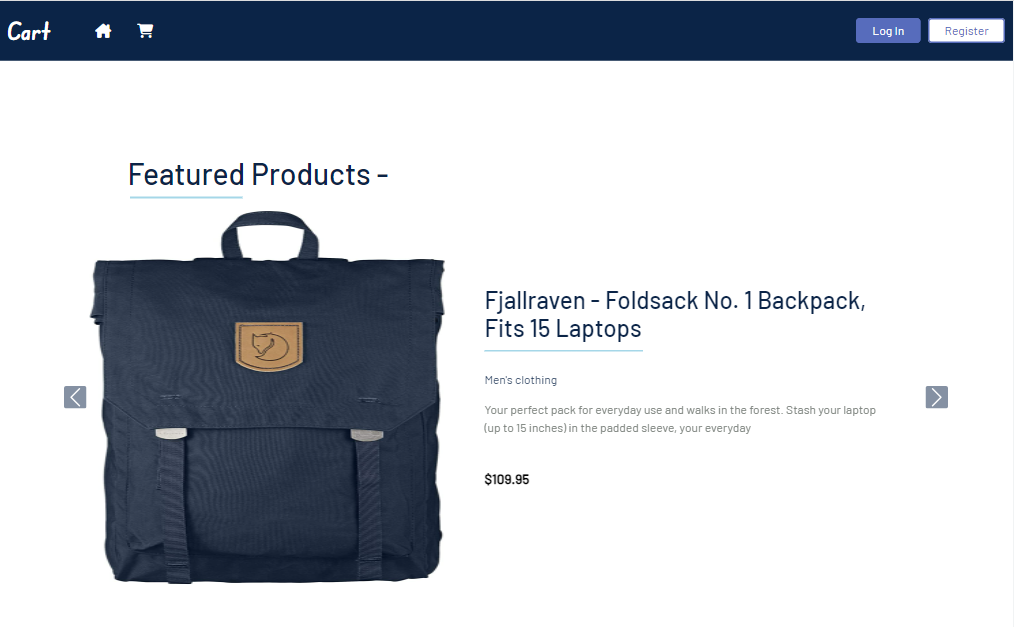 Cart
Log In
Register
Featured Products -
Fjallraven - Foldsack No. 1 Backpack,
Fits 15 Laptops
Men's clothing
Your perfect pack for everyday use and walks in the forest. Stash your laptop
(up to 15 inches) in the padded sleeve, your everyday
$109.95